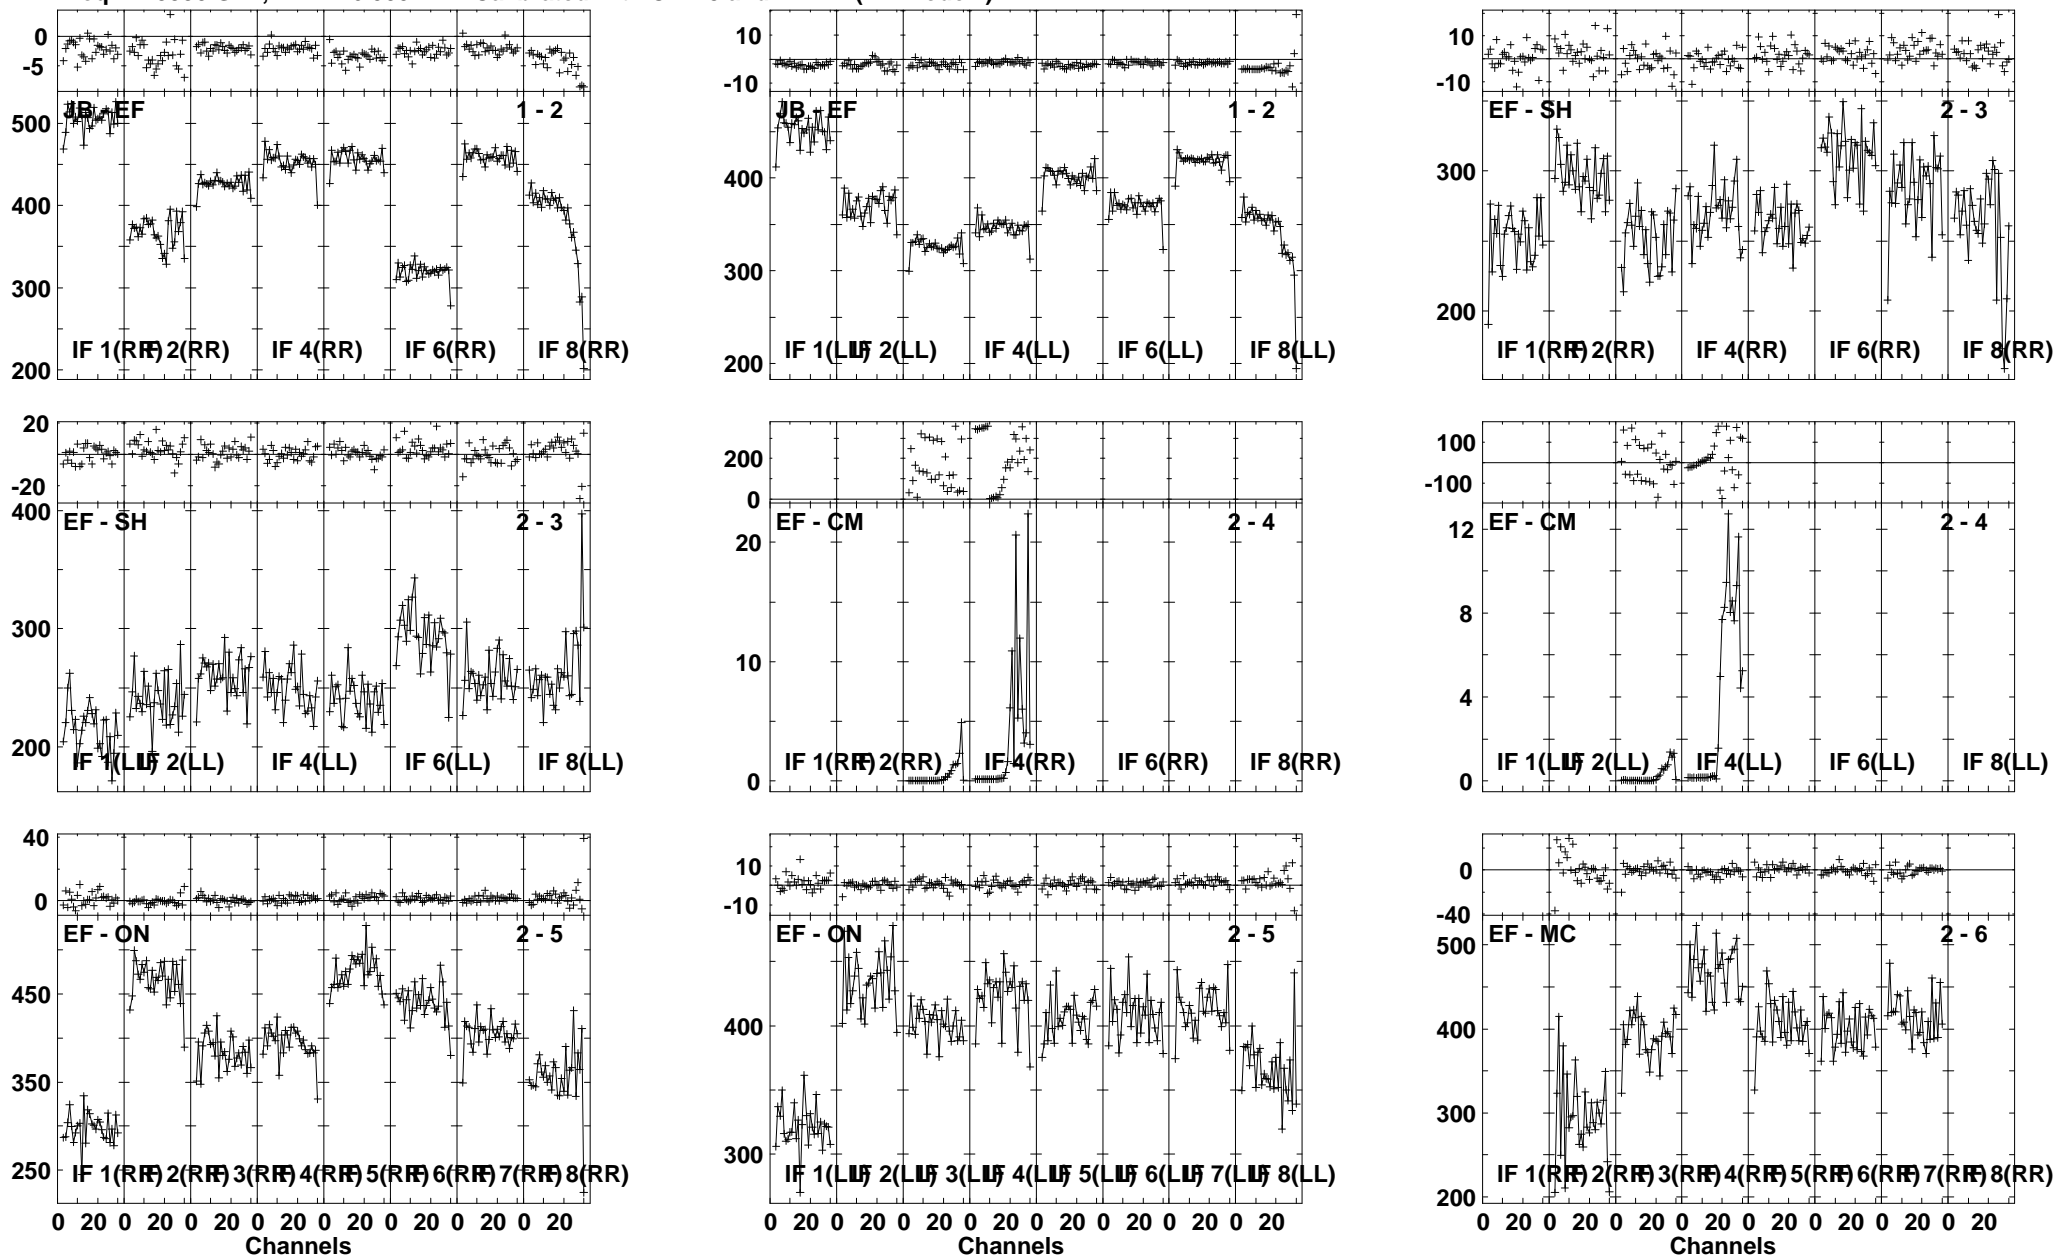 0
-5
JB - EF 1 - 2
500
400
300
200
IF 1(RR) IF 2(RR) IF 4(RR) IF 6(RR) IF 8(RR)
10
-10
JB - EF 1 - 2
400
300
200
IF 1(LL) IF 2(LL) IF 4(LL) IF 6(LL) IF 8(LL)
10
0
-10
EF - SH 2 - 3
300
200
IF 1(RR) IF 2(RR) IF 4(RR) IF 6(RR) IF 8(RR)
20
-20
400
EF - SH 2 - 3
300
200
IF 1(LL) IF 2(LL) IF 4(LL) IF 6(LL) IF 8(LL)
200
0
EF - CM 2 - 4
20
10
0
IF 1(RR) IF 2(RR) IF 4(RR) IF 6(RR) IF 8(RR)
100
-100
EF - CM 2 - 4
12
8
4
0
IF 1(LL) IF 2(LL) IF 4(LL) IF 6(LL) IF 8(LL)
40
0
EF - ON 2 - 5
450
350
250
IF 1(RR) IF 2(RR) IF 3(RR) IF 4(RR) IF 5(RR) IF 6(RR) IF 7(RR) IF 8(RR)
0 20 0 20 0 20 0 20 0 20 0 20 0 20 0 20
Channels
10
-10
EF - ON 2 - 5
400
300
IF 1(LL) IF 2(LL) IF 3(LL) IF 4(LL) IF 5(LL) IF 6(LL) IF 7(LL) IF 8(LL)
0 20 0 20 0 20 0 20 0 20 0 20 0 20 0 20
Channels
0
-40
EF - MC 2 - 6
500
400
300
200
IF 1(RR) IF 2(RR) IF 3(RR) IF 4(RR) IF 5(RR) IF 6(RR) IF 7(RR) IF 8(RR)
0 20 0 20 0 20 0 20 0 20 0 20 0 20 0 20
Channels